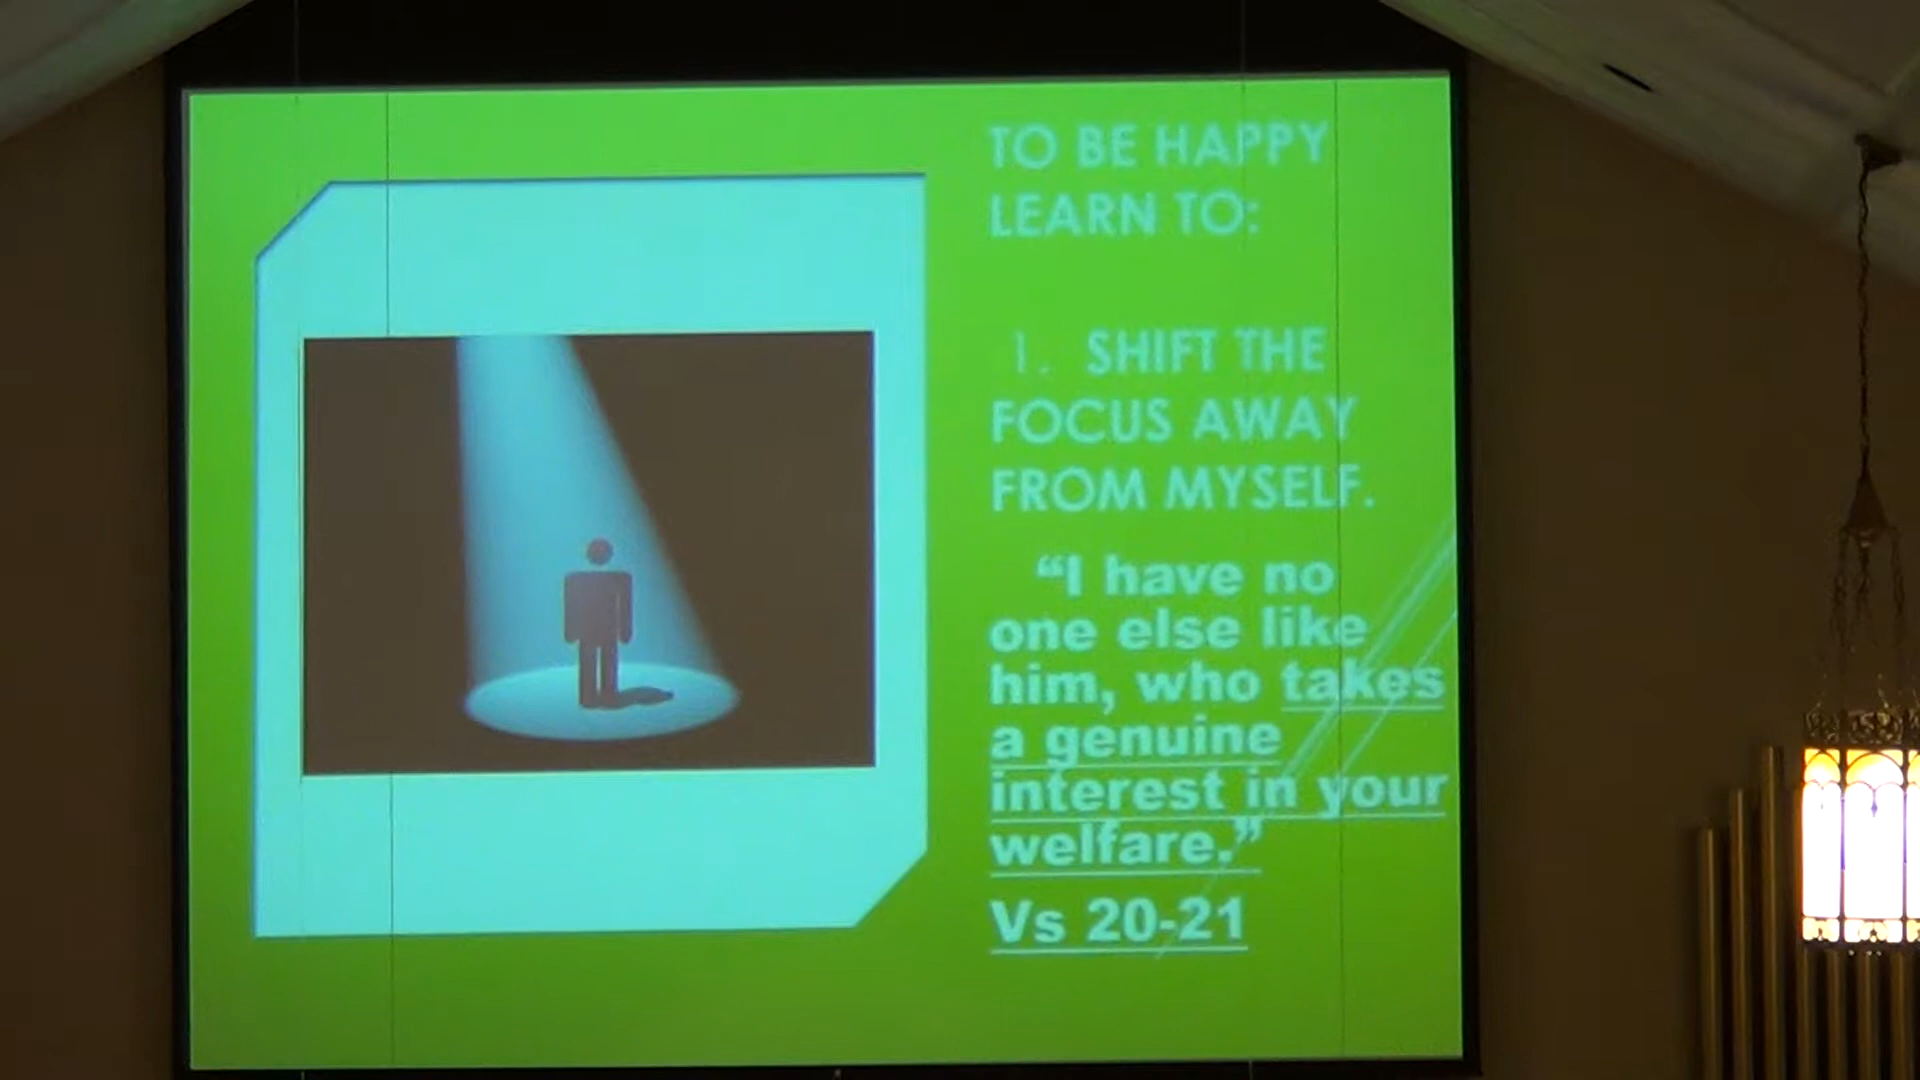 TO BE HAPPY
LEARN TO:
1. SHIFT THE
FOCUS AWAY
FROM MYSELF.
“I have no
one else like
him, who takes
a genuine
interest in your
welfare.”
Vs 20-21